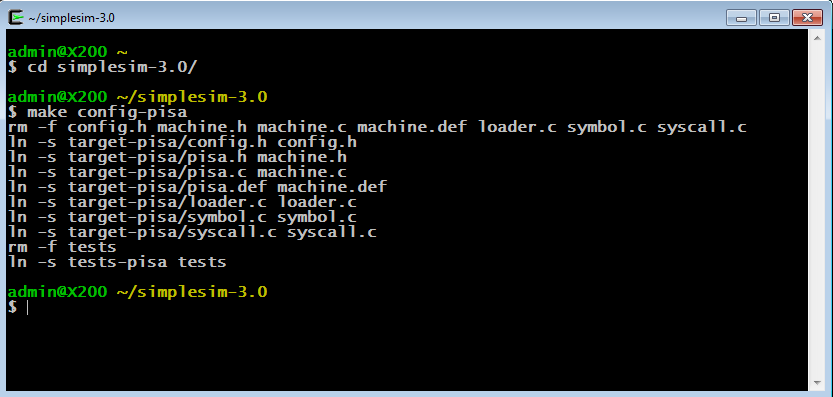 ~/simplesim-3.0
admin@X200 ~
$ cd simplesim-3.0/
admin@X200 ~/simplesim-3.0
$ make config-pisa
rm -f config.h machine.h machine.c machine.def loader.c symbol.c syscall.c
ln -s target-pisa/config.h config.h
ln -s target-pisa/pisa.h machine.h
ln -s target-pisa/pisa.c machine.c
ln -s target-pisa/pisa.def machine.def
ln -s target-pisa/loader.c loader.c
ln -s target-pisa/symbol.c symbol.c
ln -s target-pisa/syscall.c syscall.c
rm -f tests
ln -s tests-pisa tests
admin@X200 ~/simplesim-3.0
$